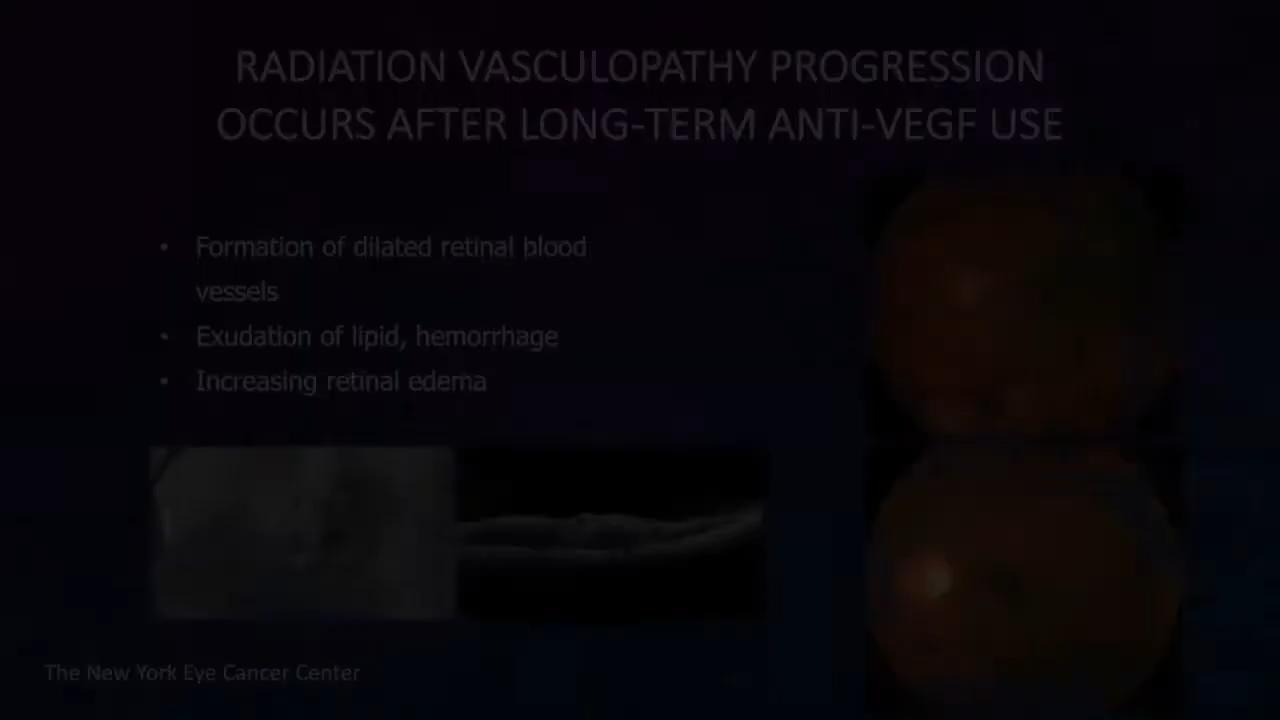 RADIATION VASCULOPATHY PROGRESSION
OCCURS AFTER LONG-TERM ANTI-VEGF USE
• Formation of dilated retinal blood
vessels
• Exudation of lipid, hemorrhage
• Increasing retinal edema
The New York Eye Cancer Center